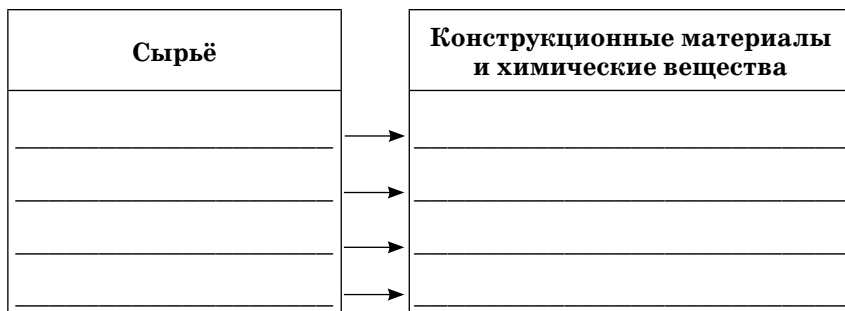 Сырьё
Конструкционные материалы
и химические вещества